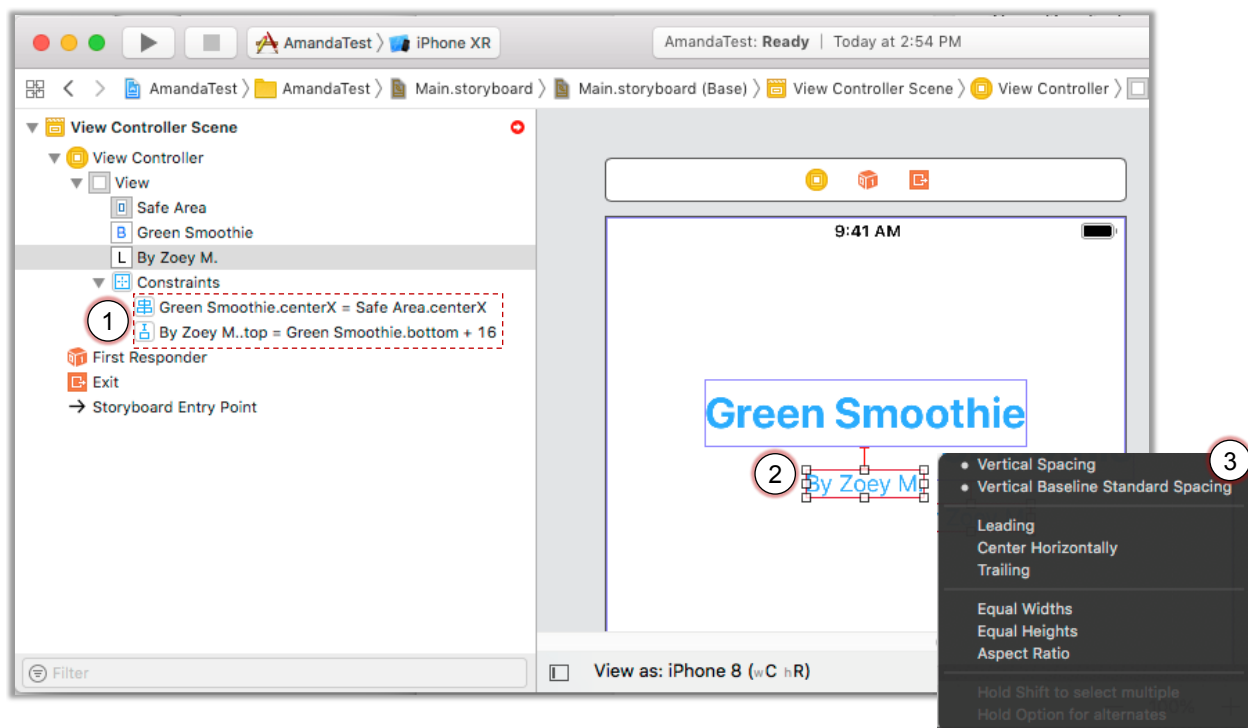 AmandaTest 〉 iPhone XR
AmandaTest: Ready | Today at 2:54 PM
AmandaTest 〉 AmandaTest 〉 Main.storyboard 〉 Main.storyboard (Base) 〉 View Controller Scene 〉 View Controller 〉
View Controller Scene
View Controller
View
Safe Area
B Green Smoothie
L By Zoey M.
Constraints
1
Green Smoothie.centerX = Safe Area.centerX
By Zoey M..top = Green Smoothie.bottom + 16
First Responder
Exit
Storyboard Entry Point
Filter
9:41 AM
Green Smoothie
2
By Zoey M.
3
Vertical Spacing
Vertical Baseline Standard Spacing
Leading
Center Horizontally
Trailing
Equal Widths
Equal Heights
Aspect Ratio
Hold Shift to select multiple
Hold Option for alternates
View as: iPhone 8 (wC hR)